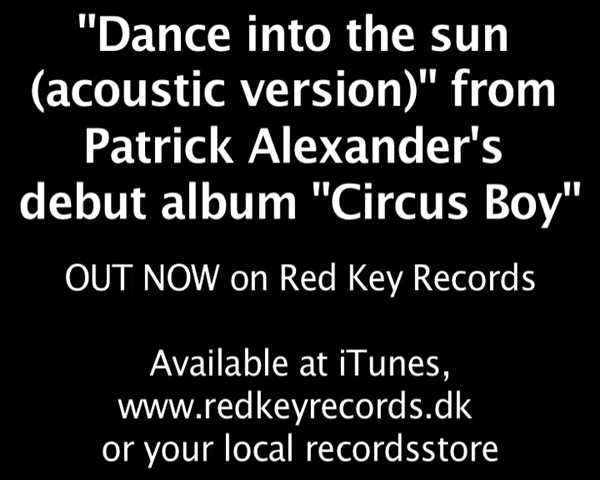 "Dance into the sun
(acoustic version)" from
Patrick Alexander's
debut album "Circus Boy"
OUT NOW on Red Key Records
Available at iTunes,
www.redkeyrecords.dk
or your local recordsstore